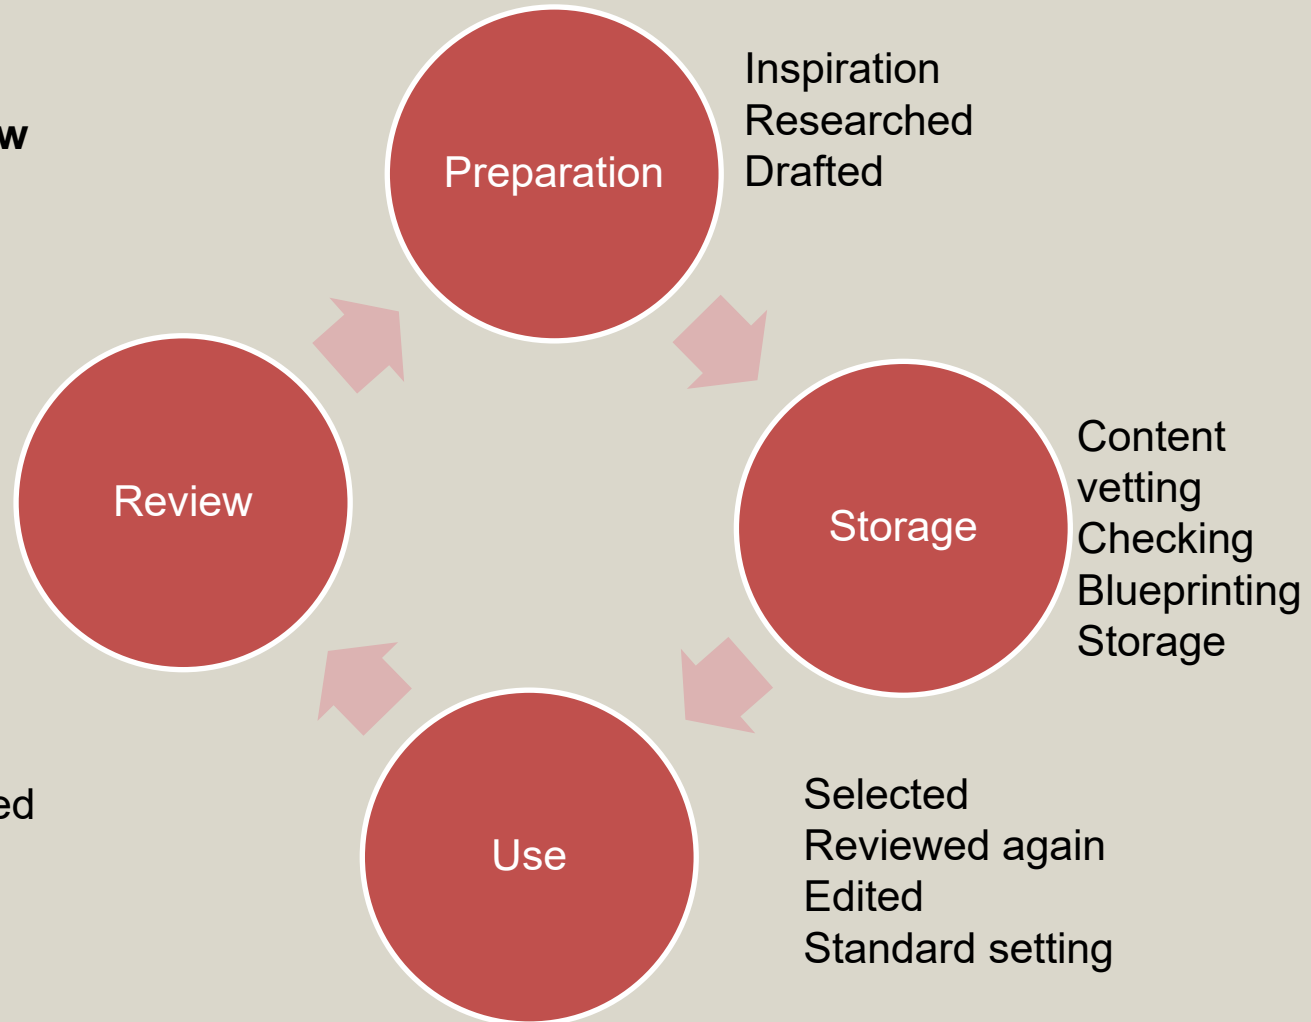 Inspiration
Researched
Drafted
Preparation
Review
Storage
Content
vetting
Checking
Blueprinting
Storage
Use
Selected
Reviewed again
Edited
Standard setting